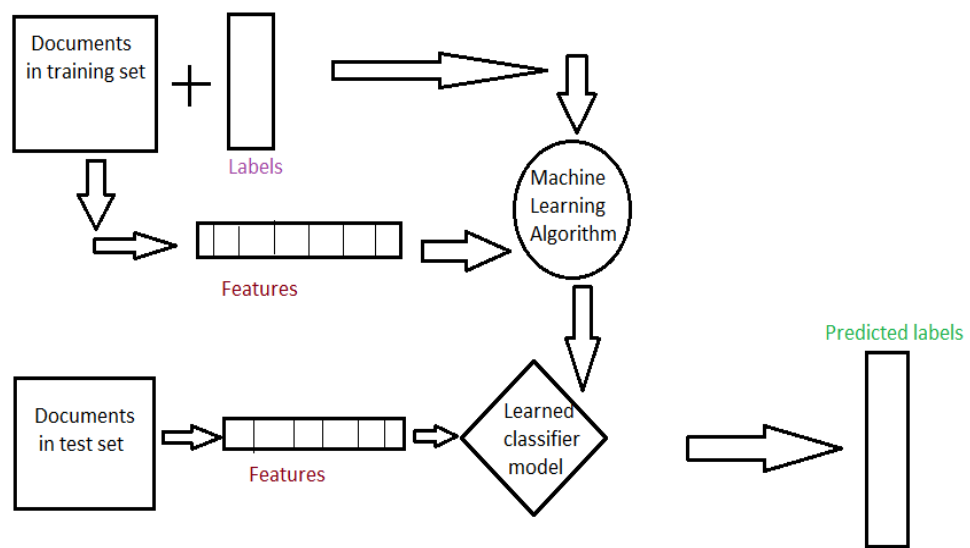 Documents
in training set
Labels
Machine
Learning
Algorithm
Features
Predicted labels
Documents
in test set
Features
Learned
classifier
model